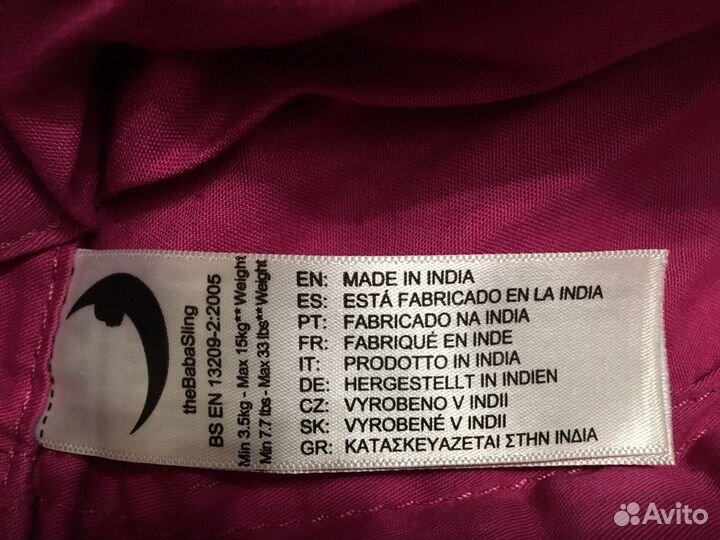 theBabaSling
BS EN 13209-2:2005
Min 3.5kg - Max 15kg** Weight
Min 7.7 lbs - Max 33 lbs** Weight
EN: MADE IN INDIA
ES: ESTÁ FABRICADO EN LA INDIA
PT: FABRICADO NA INDIA
FR: FABRIQUÉ EN INDE
IT: PRODOTTO IN INDIA
DE: HERGESTELLT IN INDIEN
CZ: VYROBENO V INDII
SK: VYROBENÉ V INDII
GR: ΚΑΤΑΣΚΕΥΑΖΕΤΑΙ ΣΤΗΝ ΙΝΔΙΑ
Avito